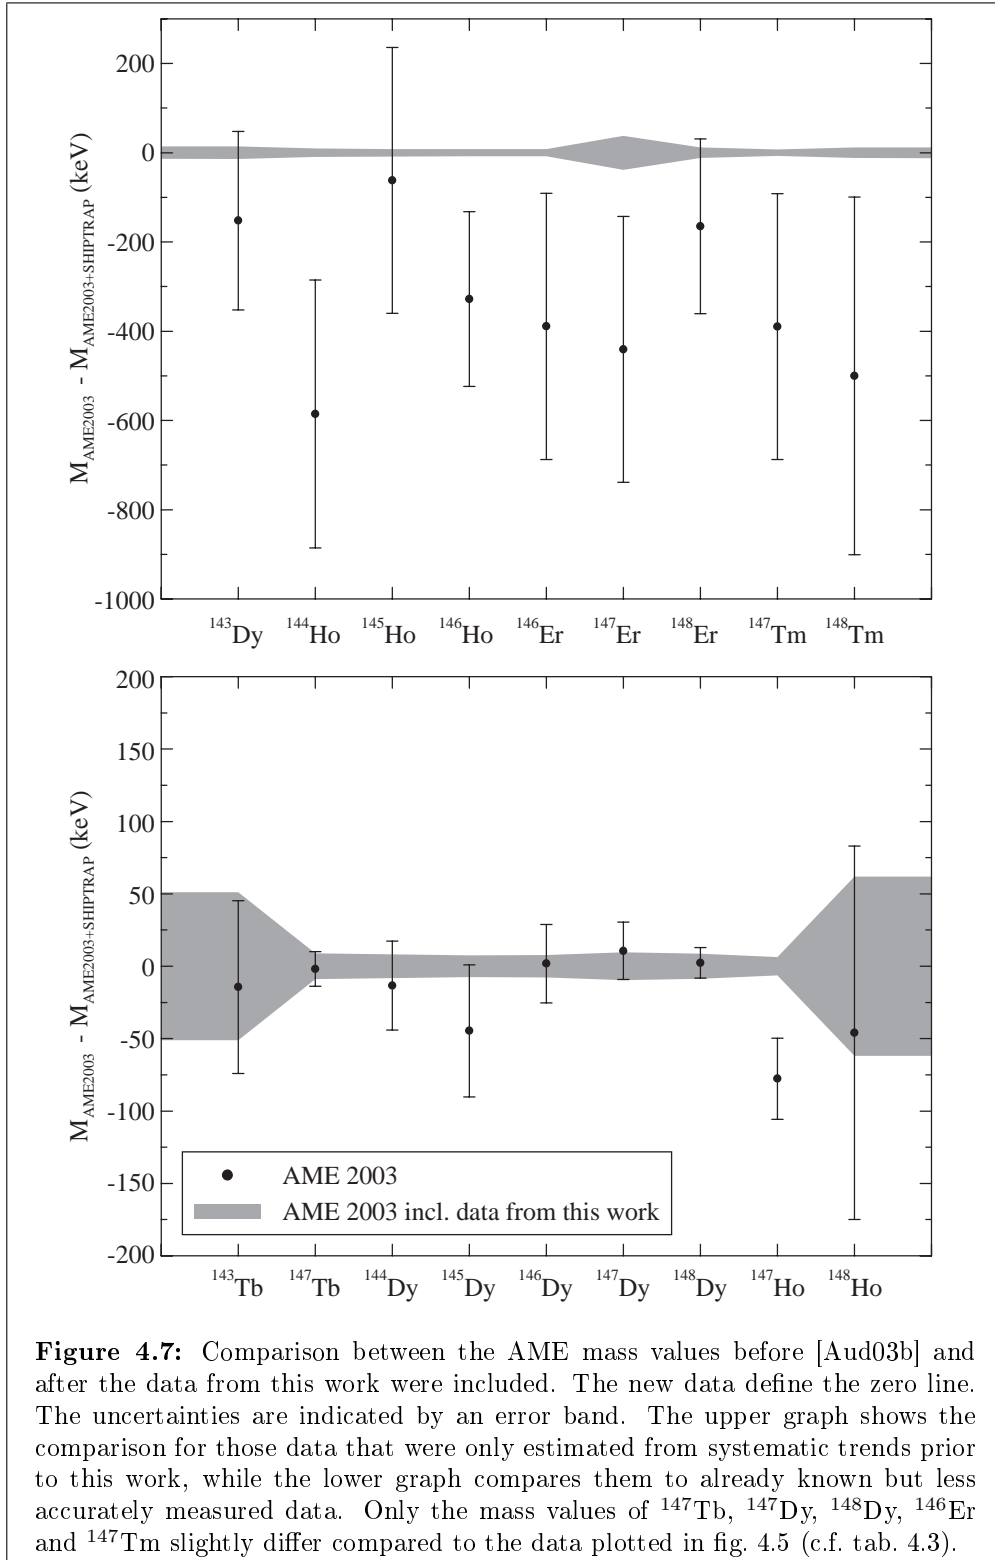 200
0
-200
-400
-600
-800
-1000
M_AME2003 - M_AME2003+SHIPTRAP (keV)
¹⁴³Dy ¹⁴⁴Ho ¹⁴⁵Ho ¹⁴⁶Ho ¹⁴⁶Er ¹⁴⁷Er ¹⁴⁸Er ¹⁴⁷Tm ¹⁴⁸Tm
200
150
100
50
0
-50
-100
-150
-200
M_AME2003 - M_AME2003+SHIPTRAP (keV)
AME 2003
AME 2003 incl. data from this work
¹⁴³Tb ¹⁴⁷Tb ¹⁴⁴Dy ¹⁴⁵Dy ¹⁴⁶Dy ¹⁴⁷Dy ¹⁴⁸Dy ¹⁴⁷Ho ¹⁴⁸Ho
Figure 4.7: Comparison between the AME mass values before [Aud03b] and
after the data from this work were included. The new data define the zero line.
The uncertainties are indicated by an error band. The upper graph shows the
comparison for those data that were only estimated from systematic trends prior
to this work, while the lower graph compares them to already known but less
accurately measured data. Only the mass values of ¹⁴⁷Tb, ¹⁴⁷Dy, ¹⁴⁸Dy, ¹⁴⁶Er
and ¹⁴⁷Tm slightly differ compared to the data plotted in fig. 4.5 (c.f. tab. 4.3).